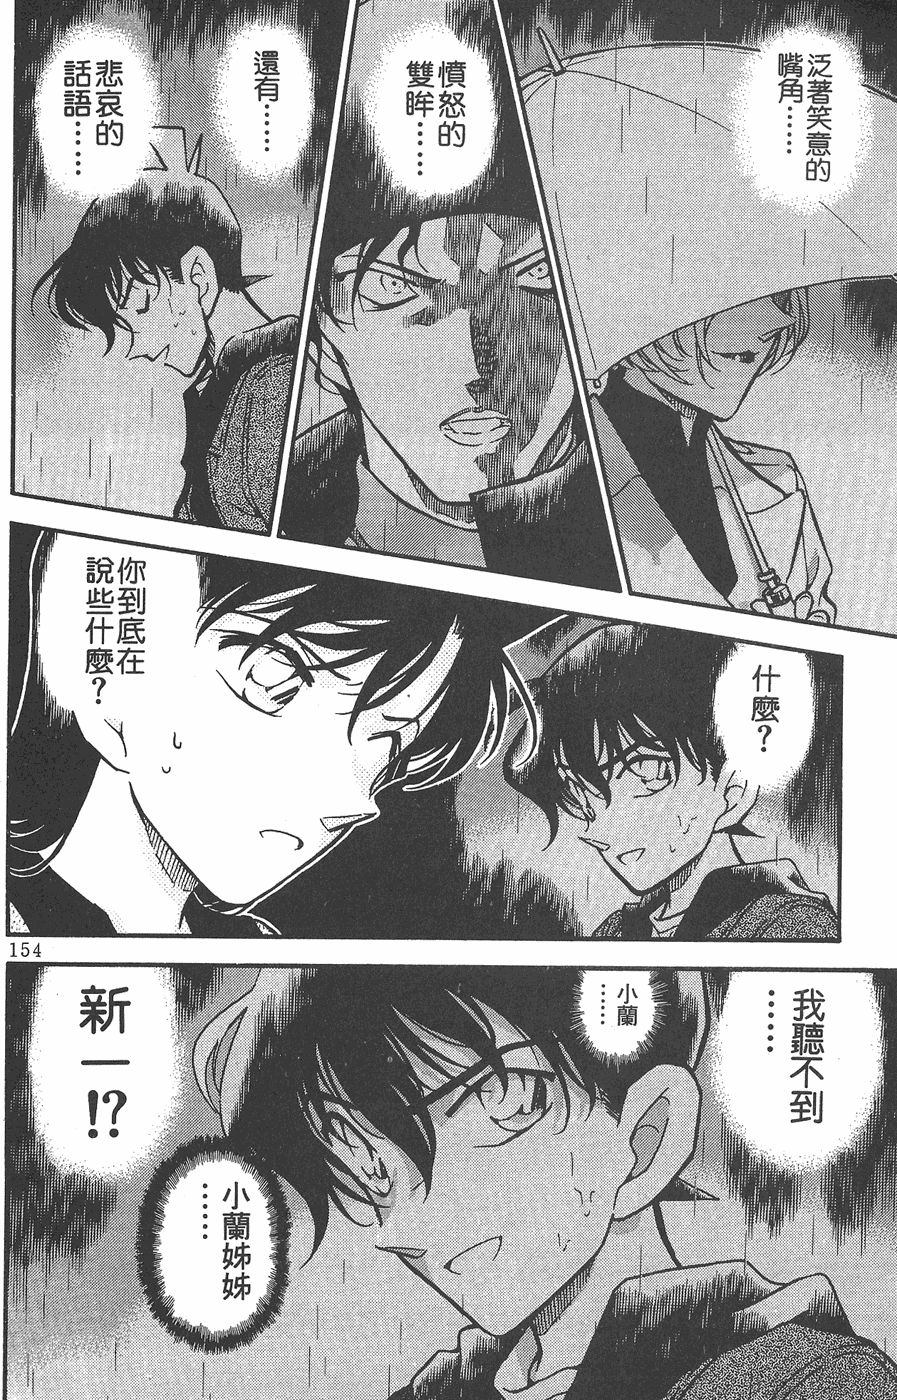 泛著笑意的
嘴角……
憤怒的
雙眸……
還有……
悲哀的
話語……
什麼？
你到底在
說些什麼？
154
我聽不到
……
小蘭
……
新一!?
小蘭姊姊
……